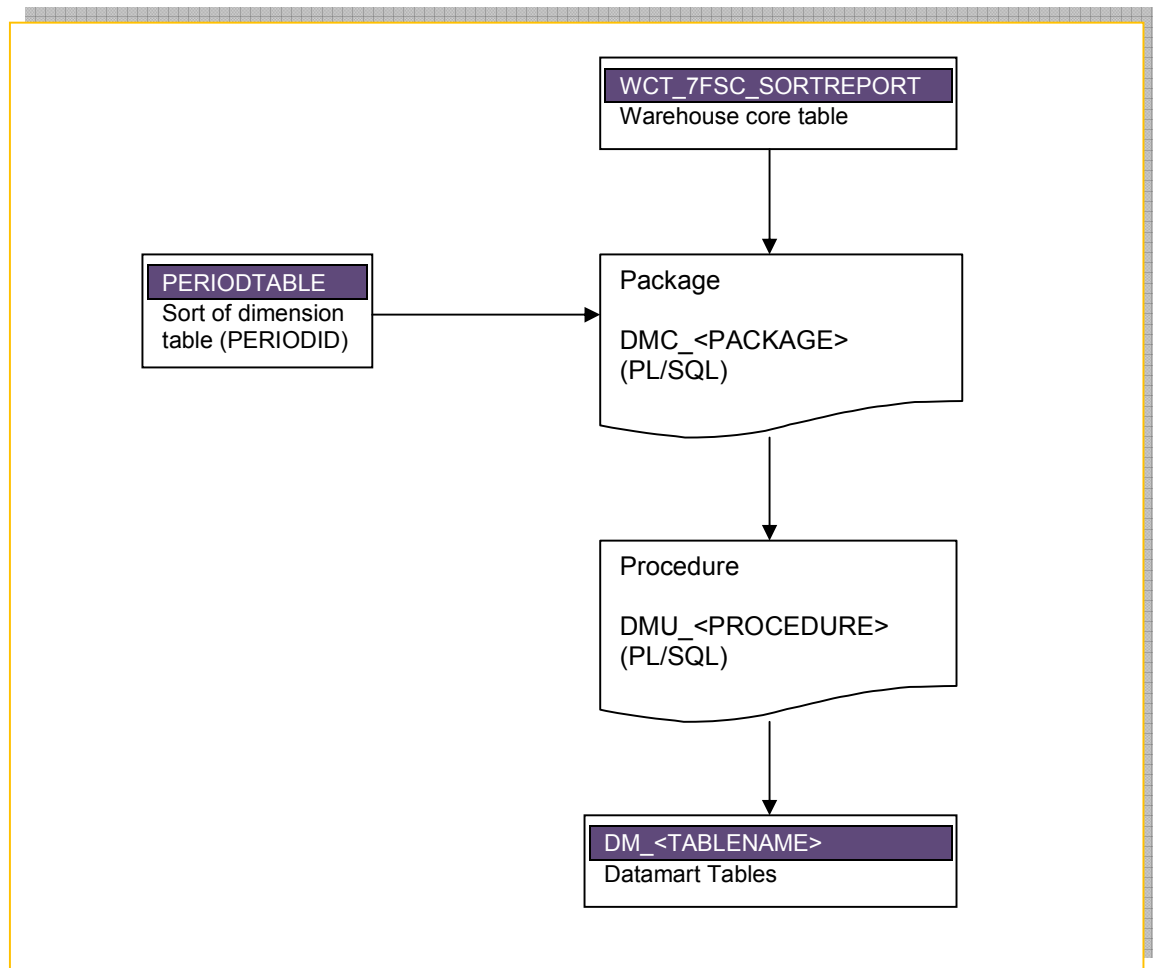 WCT_7FSC_SORTREPORT
Warehouse core table
PERIODTABLE
Sort of dimension
table (PERIODID)
Package
DMC_<PACKAGE>
(PL/SQL)
Procedure
DMU_<PROCEDURE>
(PL/SQL)
DM_<TABLENAME>
Datamart Tables